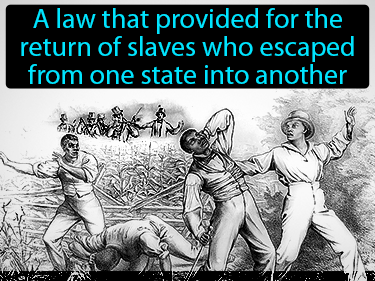 A law that provided for the
return of slaves who escaped
from one state into another